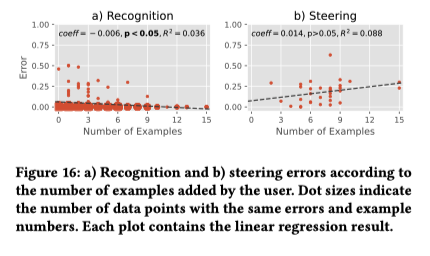 a) Recognition
b) Steering
1.00
coeff = − 0.006, p<0.05, R² = 0.036
1.00
coeff = 0.014, p>0.05, R² = 0.088
0.75
0.75
Error
0.50
0.50
0.25
0.25
0.00
0.00
0 3 6 9 12 15
0 3 6 9 12 15
Number of Examples
Number of Examples
Figure 16: a) Recognition and b) steering errors according to
the number of examples added by the user. Dot sizes indicate
the number of data points with the same errors and example
numbers. Each plot contains the linear regression result.